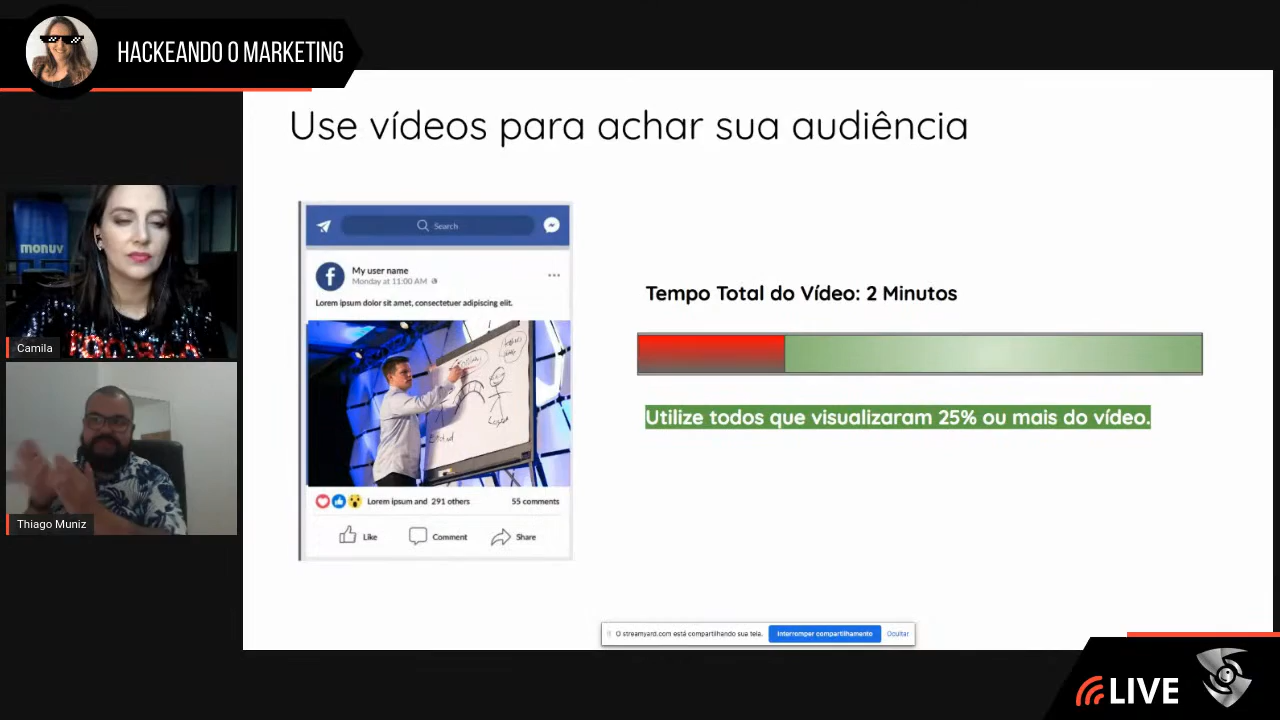 HACKEANDO O MARKETING
Use vídeos para achar sua audiência
monuv
Camila
Thiago Muniz
Search
My user name
Monday at 11:00 AM
Lorem ipsum dolor sit amet, consectetuer adipiscing elit.
Lorem ipsum and 291 others
55 comments
Like
Comment
Share
Tempo Total do Vídeo: 2 Minutos
Utilize todos que visualizaram 25% ou mais do vídeo.
O streamyard.com está compartilhando sua tela.
Interromper compartilhamento
Ocultar
LIVE